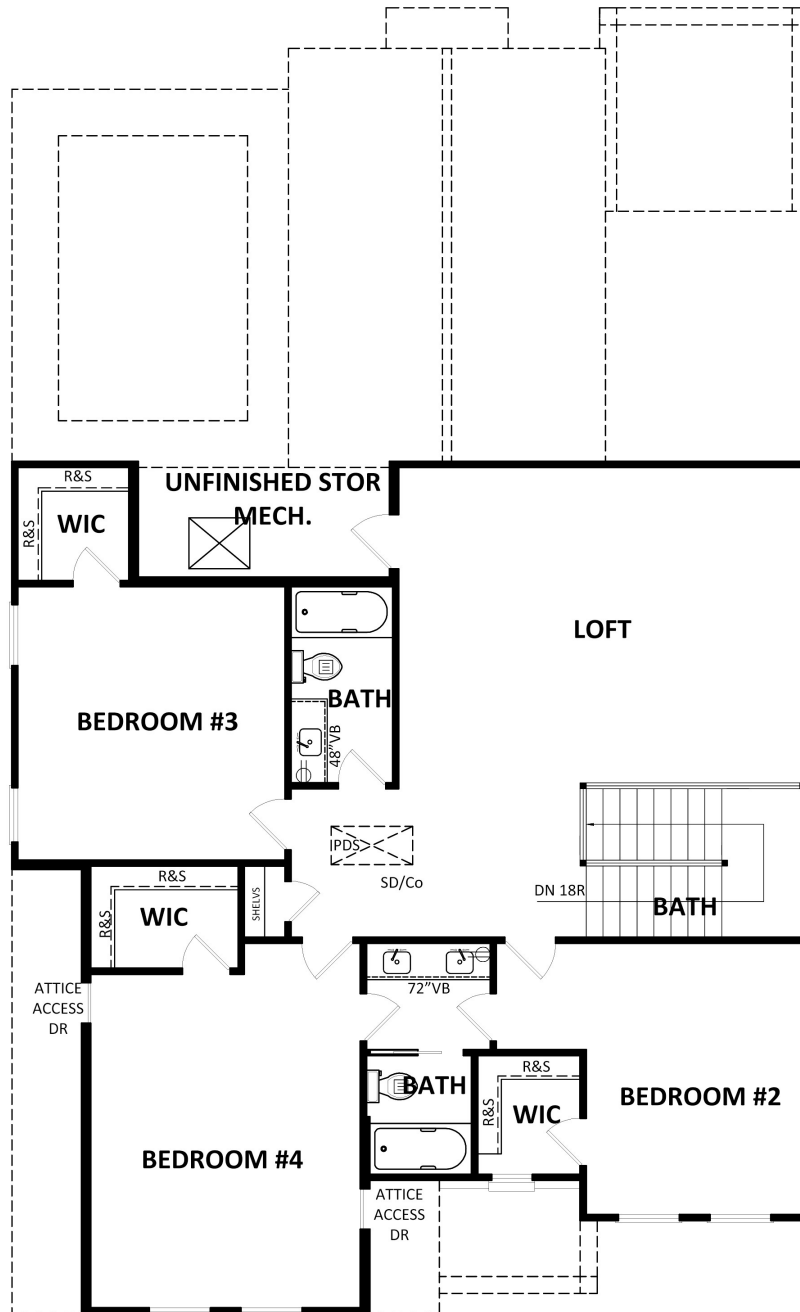 R&S
UNFINISHED STOR
MECH.
R&S
WIC
LOFT
BATH
48"VB
BEDROOM #3
PDS
SD/Co
R&S
R&S
WIC
SHELVS
DN 18R
BATH
ATTICE
ACCESS
DR
72"VB
R&S
R&S
WIC
BATH
BEDROOM #2
BEDROOM #4
ATTICE
ACCESS
DR